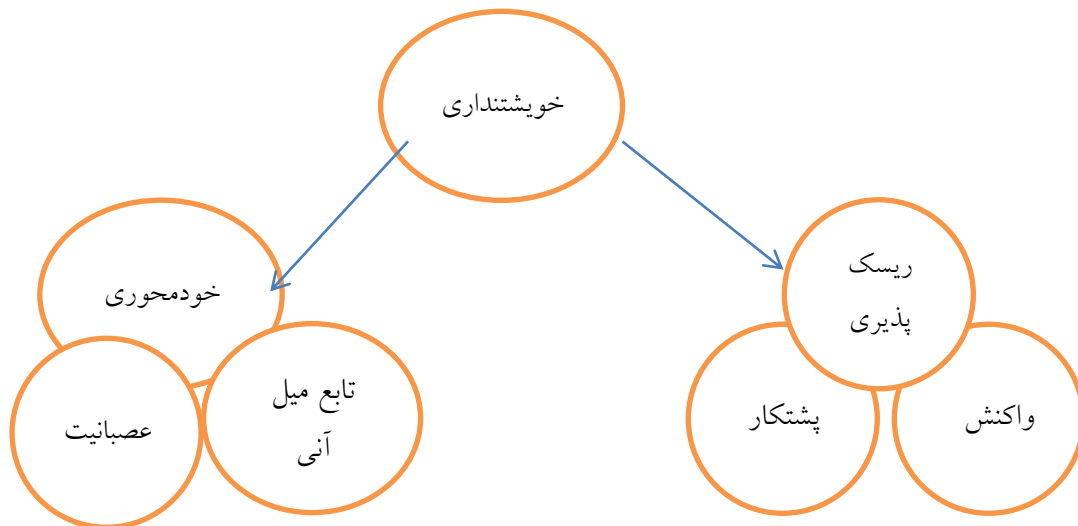 خویشتنداری
ریسک
پذیری
واکنش
پشتکار
خودمحوری
تابع میل
آنی
عصبانیت